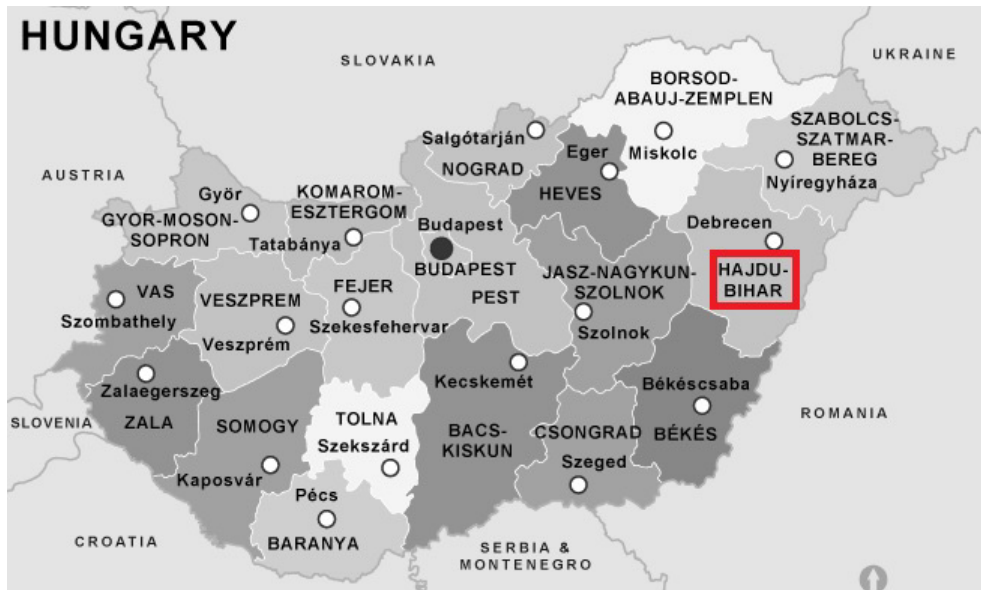 HUNGARY
SLOVAKIA
UKRAINE
BORSOD-
ABAUJ-ZEMPLEN
Miskolc
SZABOLCS-
SZATMAR-
BEREG
Nyíregyháza
Salgótarján
NOGRAD
Eger
HEVES
AUSTRIA
Györ
GYOR-MOSON-
SOPRON
KOMAROM-
ESZTERGOM
Tatabánya
Budapest
BUDAPEST
PEST
Debrecen
HAJDU-
BIHAR
JASZ-NAGYKUN-
SZOLNOK
Szolnok
VAS
Szombathely
VESZPREM
Veszprém
FEJER
Szekesfehervar
Zalaegerszeg
ZALA
SLOVENIA
SOMOGY
Kaposvár
TOLNA
Szekszárd
Kecskemét
BACS-
KISKUN
CSONGRAD
Szeged
Békéscsaba
BÉKÉS
ROMANIA
Pécs
BARANYA
CROATIA
SERBIA &
MONTENEGRO